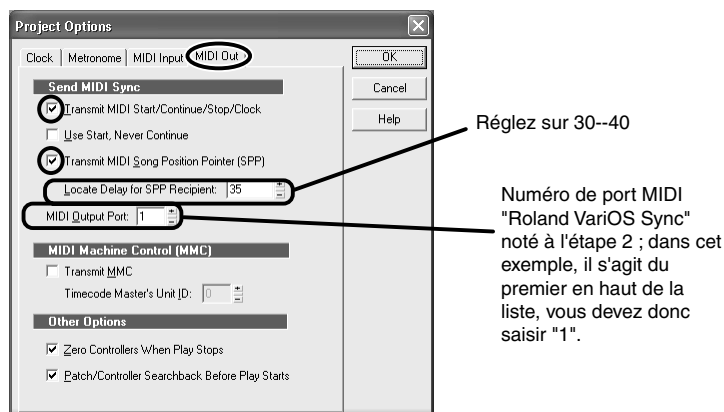 Project Options
Clock
Metronome
MIDI Input
MIDI Out
OK
Cancel
Help
Send MIDI Sync
Transmit MIDI Start/Continue/Stop/Clock
Use Start, Never Continue
Transmit MIDI Song Position Pointer (SPP)
Locate Delay for SPP Recipient: 35
MIDI Output Port: 1
MIDI Machine Control (MMC)
Transmit MMC
Timecode Master's Unit ID: 0
Other Options
Zero Controllers When Play Stops
Patch/Controller Searchback Before Play Starts
Réglez sur 30--40
Numéro de port MIDI
"Roland VariOS Sync"
noté à l'étape 2 ; dans cet
exemple, il s'agit du
premier en haut de la
liste, vous devez donc
saisir "1".